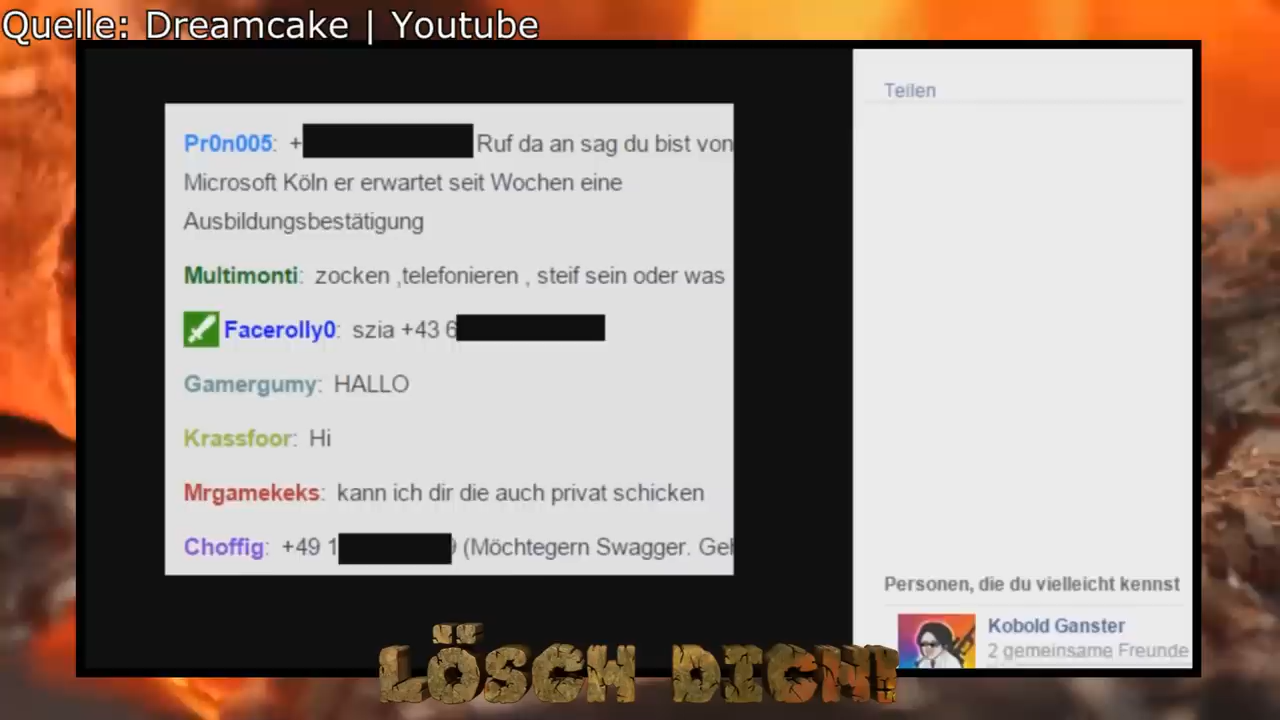 Quelle: Dreamcake | Youtube
Teilen
Pr0n005: + Ruf da an sag du bist von
Microsoft Köln er erwartet seit Wochen eine
Ausbildungsbestätigung
Multimonti: zocken ,telefonieren , steif sein oder was
Facerolly0: szia +43 6
Gamergumy: HALLO
Krassfoor: Hi
Mrgamekeks: kann ich dir die auch privat schicken
Choffig: +49 1 9 (Möchtegern Swagger. Geh
Personen, die du vielleicht kennst
Kobold Ganster
2 gemeinsame Freunde
LÖSCH DICH!